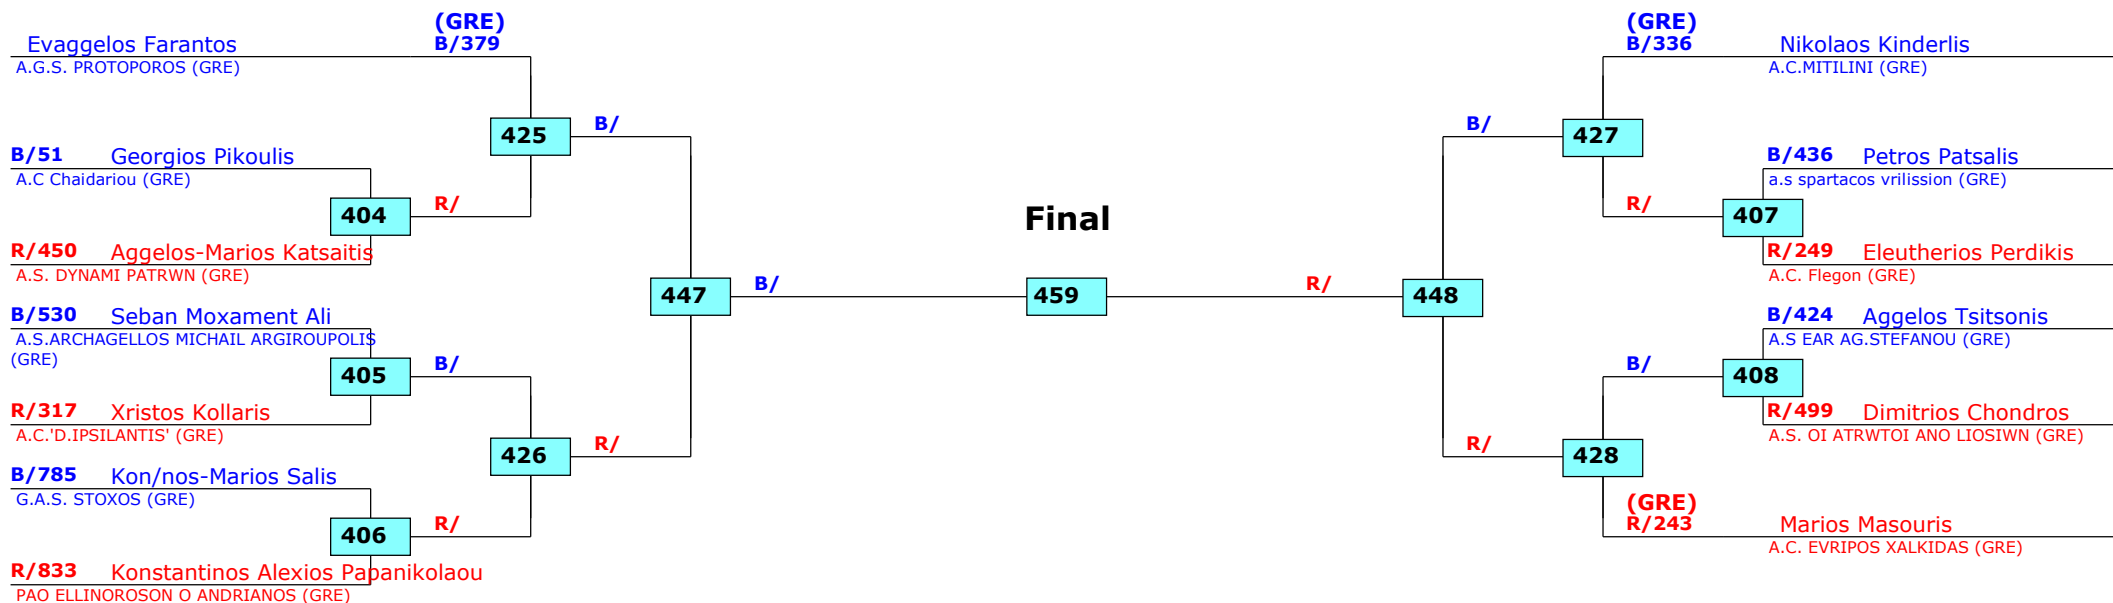 (GRE)
Evaggelos Farantos B/379
A.G.S. PROTOPOROS (GRE)
425
B/
B/51 Georgios Pikoulis
A.C Chaidariou (GRE)
404
R/
R/450 Aggelos-Marios Katsaitis
A.S. DYNAMI PATRWN (GRE)
447
B/
B/530 Seban Moxament Ali
A.S.ARCHAGELLOS MICHAIL ARGIROUPOLIS
(GRE)
405
B/
R/317 Xristos Kollaris
A.C.'D.IPSILANTIS' (GRE)
426
R/
B/785 Kon/nos-Marios Salis
G.A.S. STOXOS (GRE)
406
R/
R/833 Konstantinos Alexios Papanikolaou
PAO ELLINOROSON O ANDRIANOS (GRE)
Final
459
(GRE)
B/336 Nikolaos Kinderlis
A.C.MITILINI (GRE)
B/
427
B/436 Petros Patsalis
a.s spartacos vrilission (GRE)
R/
407
R/249 Eleutherios Perdikis
A.C. Flegon (GRE)
R/
448
B/424 Aggelos Tsitsonis
A.S EAR AG.STEFANOU (GRE)
B/
408
R/499 Dimitrios Chondros
A.S. OI ATRWTOI ANO LIOSIWN (GRE)
R/
428
(GRE)
R/243 Marios Masouris
A.C. EVRIPOS XALKIDAS (GRE)